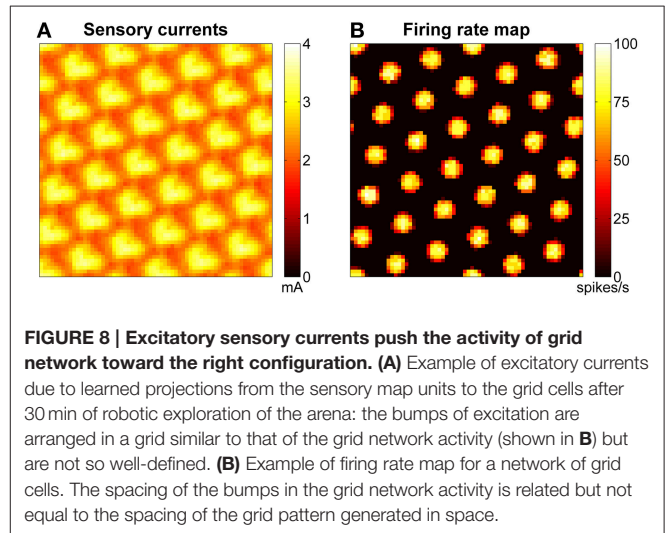 A Sensory currents
4
3
2
1
0
mA
B Firing rate map
100
75
50
25
0
spikes/s
FIGURE 8 | Excitatory sensory currents push the activity of grid
network toward the right configuration. (A) Example of excitatory currents
due to learned projections from the sensory map units to the grid cells after
30 min of robotic exploration of the arena: the bumps of excitation are
arranged in a grid similar to that of the grid network activity (shown in B) but
are not so well-defined. (B) Example of firing rate map for a network of grid
cells. The spacing of the bumps in the grid network activity is related but not
equal to the spacing of the grid pattern generated in space.